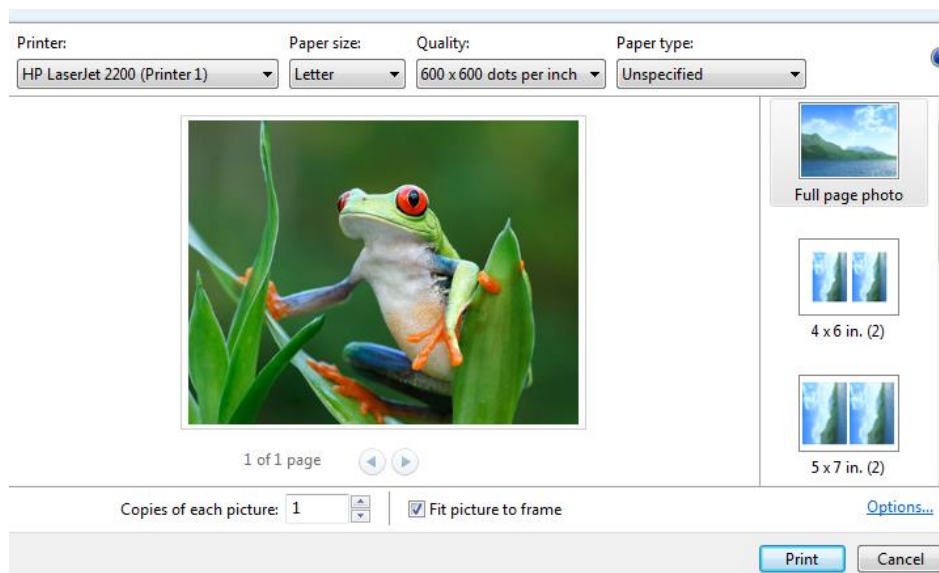 Printer:
Paper size:
Quality:
Paper type:
HP LaserJet 2200 (Printer 1)
Letter
600 x 600 dots per inch
Unspecified
Full page photo
4 x 6 in. (2)
5 x 7 in. (2)
1 of 1 page
Copies of each picture: 1
Fit picture to frame
Options...
Print
Cancel